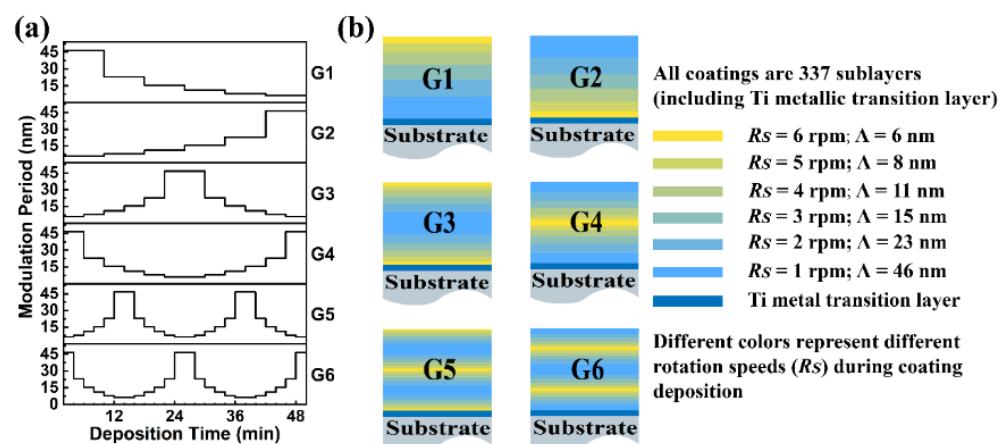 (a)
Modulation Period (nm)
45
30
15
G1
45
30
15
G2
45
30
15
G3
45
30
15
G4
45
30
15
G5
45
30
15
0
G6
12 24 36 48
Deposition Time (min)
(b)
G1
Substrate
G2
Substrate
G3
Substrate
G4
Substrate
G5
Substrate
G6
Substrate
All coatings are 337 sublayers
(including Ti metallic transition layer)
Rs = 6 rpm; Λ = 6 nm
Rs = 5 rpm; Λ = 8 nm
Rs = 4 rpm; Λ = 11 nm
Rs = 3 rpm; Λ = 15 nm
Rs = 2 rpm; Λ = 23 nm
Rs = 1 rpm; Λ = 46 nm
Ti metal transition layer
Different colors represent different
rotation speeds (Rs) during coating
deposition